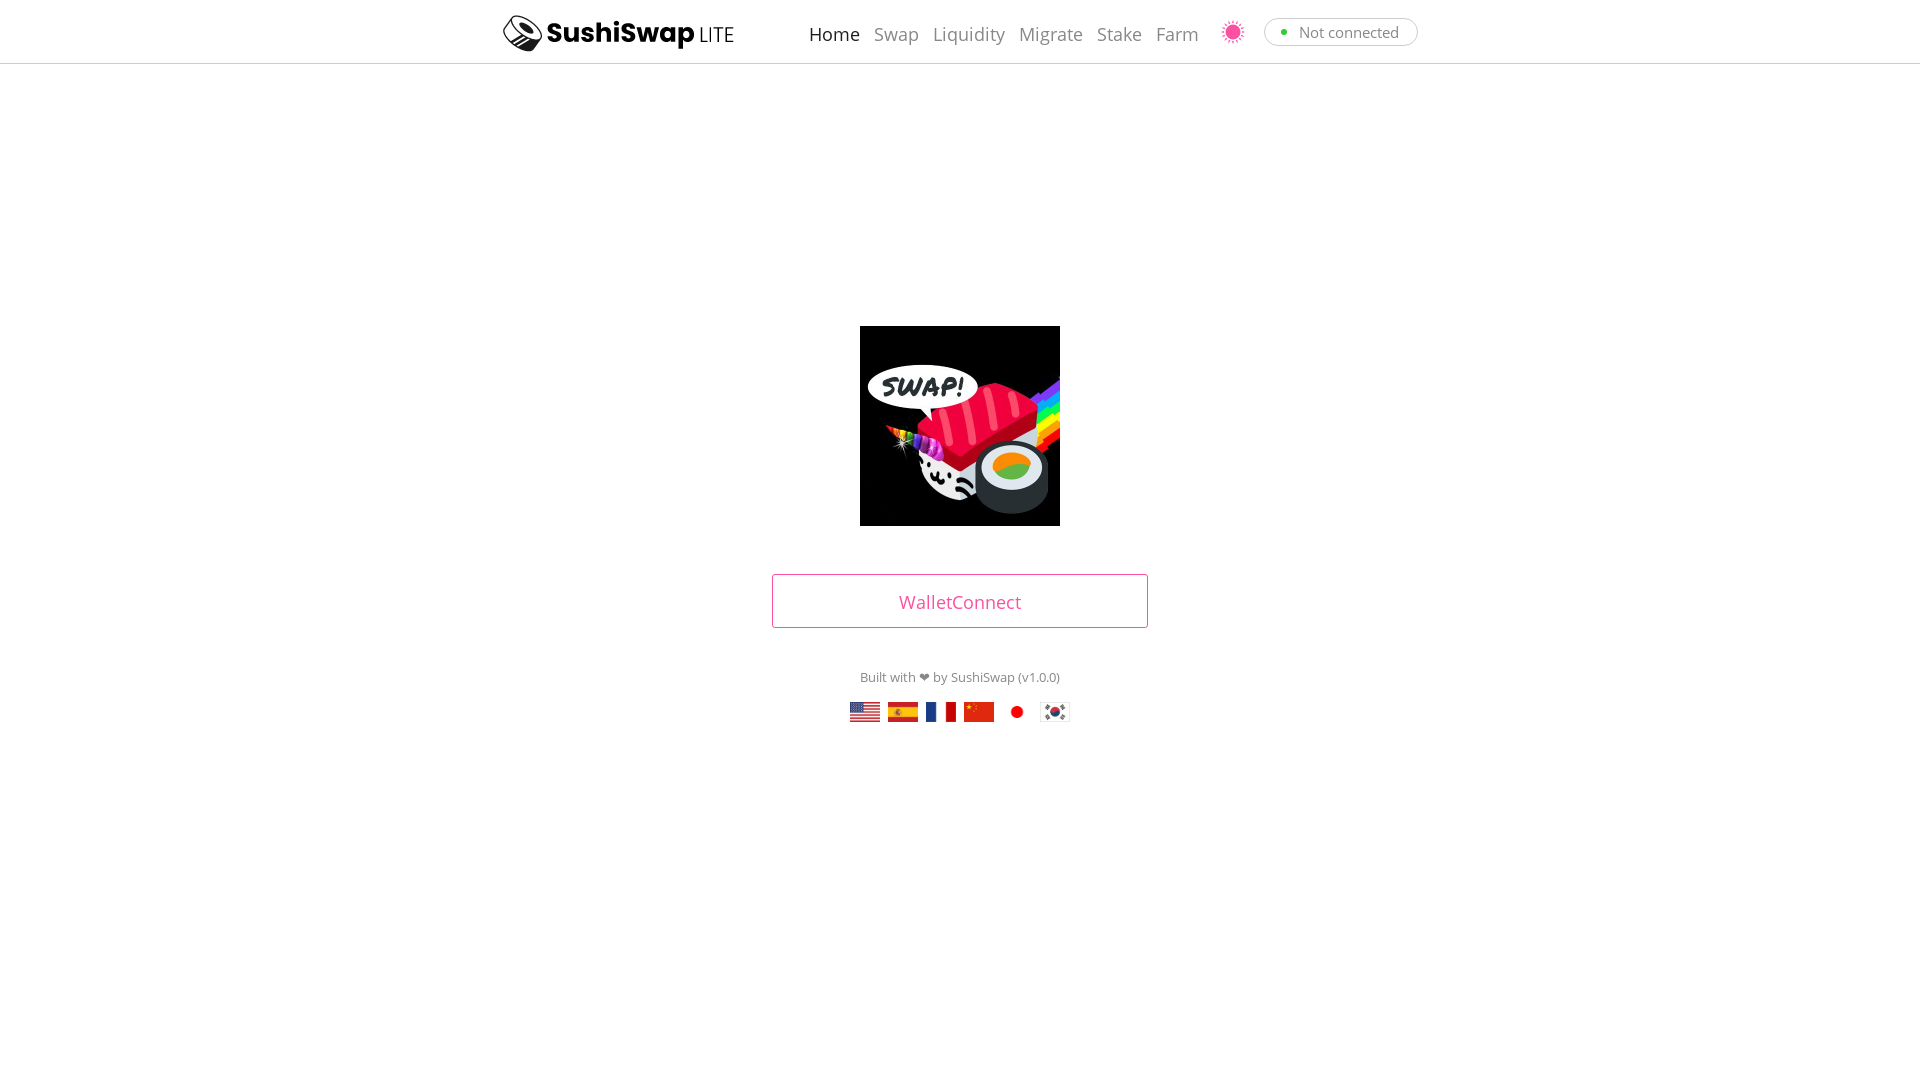 SushiSwap LITE
Home Swap Liquidity Migrate Stake Farm
Not connected
SWAP!
WalletConnect
Built with ❤ by SushiSwap (v1.0.0)